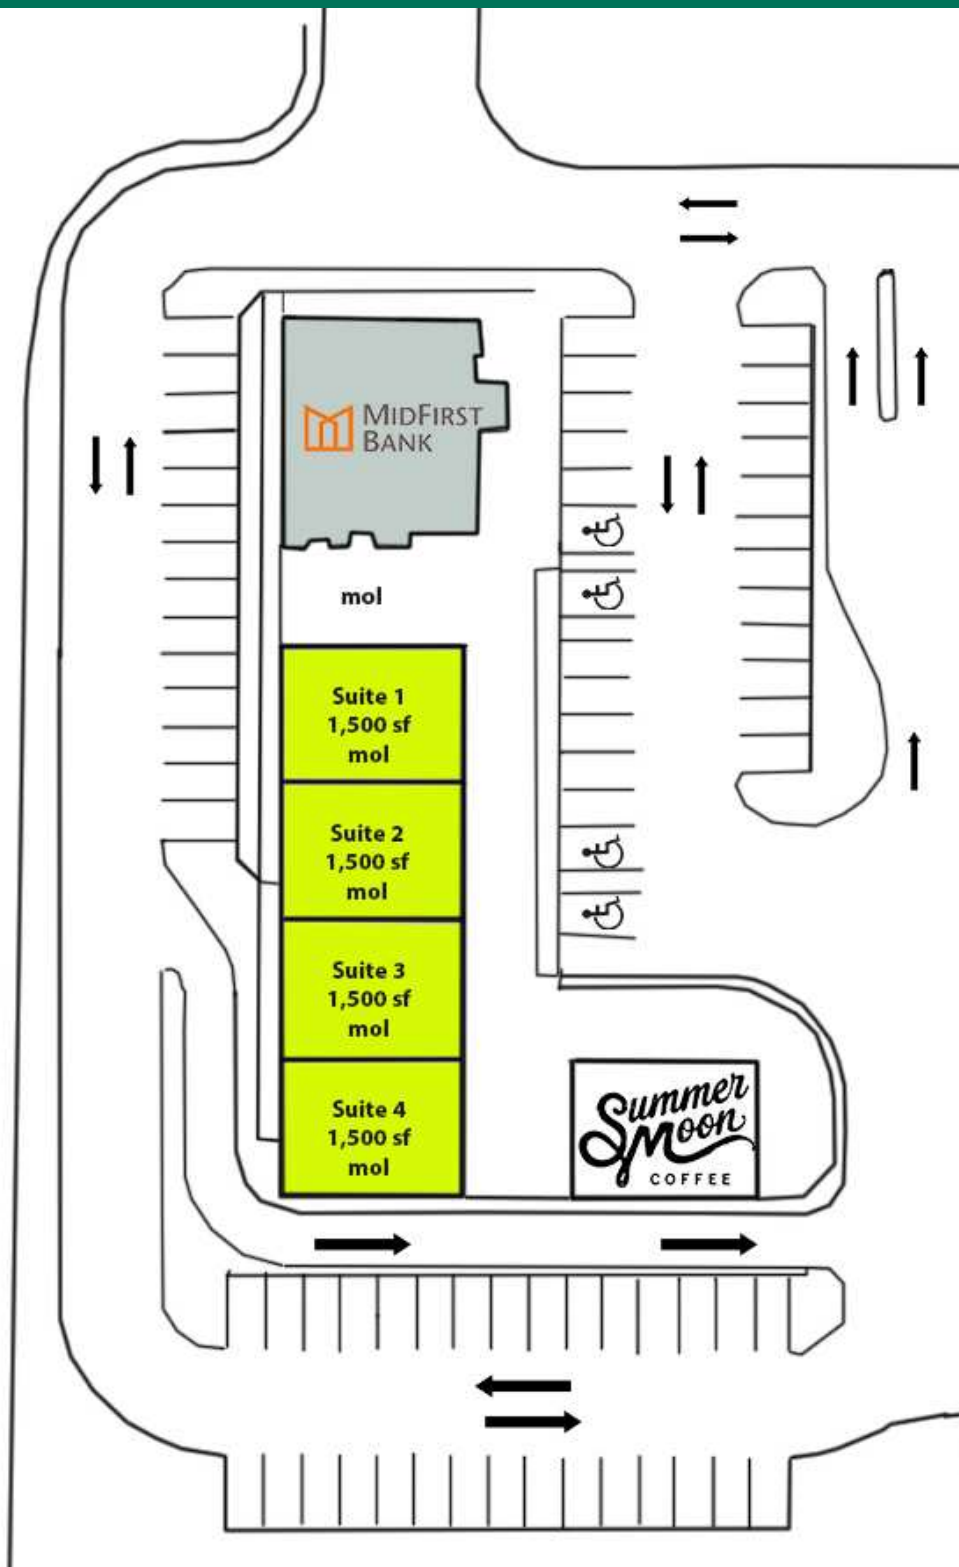 MIDFIRST
BANK
mol
Suite 1
1,500 sf
mol
Suite 2
1,500 sf
mol
Suite 3
1,500 sf
mol
Suite 4
1,500 sf
mol
Summer
Moon
COFFEE